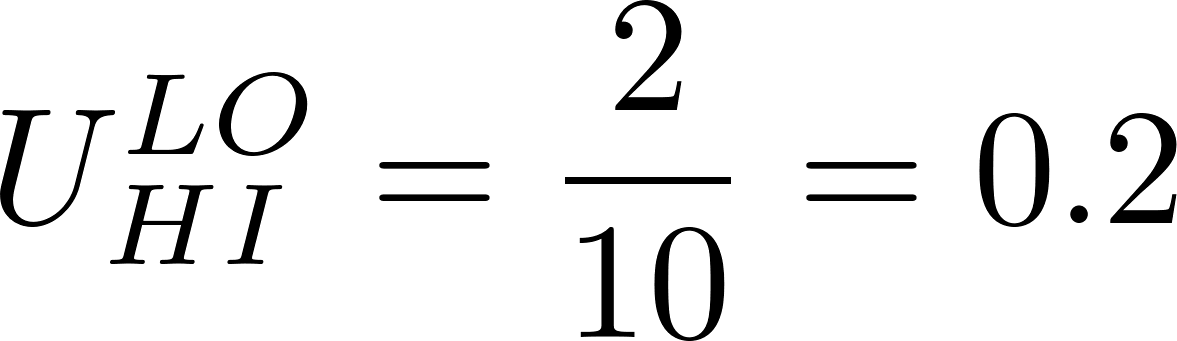 U_{HI}^{LO} = \frac{2}{10} = 0.2